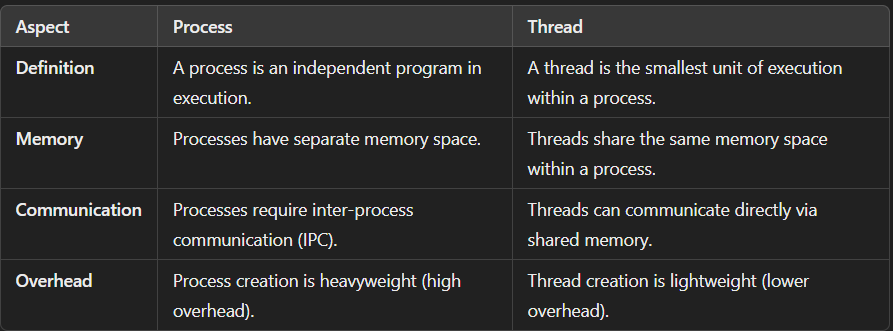 Aspect Process Thread
Definition A process is an independent program in A thread is the smallest unit of execution
execution. within a process.
Memory Processes have separate memory space. Threads share the same memory space
within a process.
Communication Processes require inter-process Threads can communicate directly via
communication (IPC). shared memory.
Overhead Process creation is heavyweight (high Thread creation is lightweight (lower
overhead). overhead).